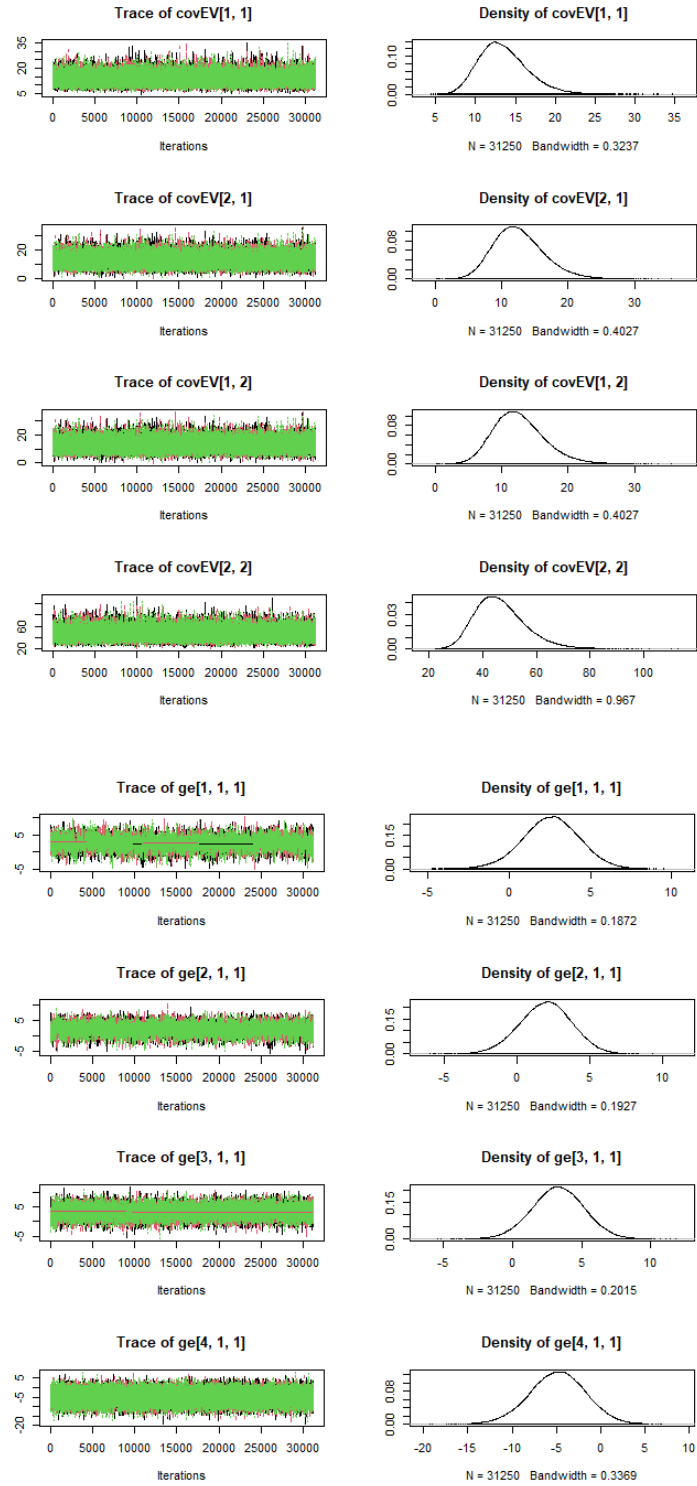 Trace of covEV[1, 1]
Density of covEV[1, 1]
5 20 35
0.00 0.10
0 5000 10000 15000 20000 25000 30000
5 10 15 20 25 30 35
Iterations
N = 31250 Bandwidth = 0.3237
Trace of covEV[2, 1]
Density of covEV[2, 1]
0 20
0.00 0.08
0 5000 10000 15000 20000 25000 30000
0 10 20 30
Iterations
N = 31250 Bandwidth = 0.4027
Trace of covEV[1, 2]
Density of covEV[1, 2]
0 20
0.00 0.08
0 5000 10000 15000 20000 25000 30000
0 10 20 30
Iterations
N = 31250 Bandwidth = 0.4027
Trace of covEV[2, 2]
Density of covEV[2, 2]
20 60
0.00 0.03
0 5000 10000 15000 20000 25000 30000
20 40 60 80 100
Iterations
N = 31250 Bandwidth = 0.967
Trace of ge[1, 1, 1]
Density of ge[1, 1, 1]
-5 5
0.00 0.15
0 5000 10000 15000 20000 25000 30000
-5 0 5 10
Iterations
N = 31250 Bandwidth = 0.1872
Trace of ge[2, 1, 1]
Density of ge[2, 1, 1]
-5 5
0.00 0.15
0 5000 10000 15000 20000 25000 30000
-5 0 5 10
Iterations
N = 31250 Bandwidth = 0.1927
Trace of ge[3, 1, 1]
Density of ge[3, 1, 1]
-5 5
0.00 0.15
0 5000 10000 15000 20000 25000 30000
-5 0 5 10
Iterations
N = 31250 Bandwidth = 0.2015
Trace of ge[4, 1, 1]
Density of ge[4, 1, 1]
-20 -5 5
0.00 0.08
0 5000 10000 15000 20000 25000 30000
-20 -15 -10 -5 0 5 10
Iterations
N = 31250 Bandwidth = 0.3369